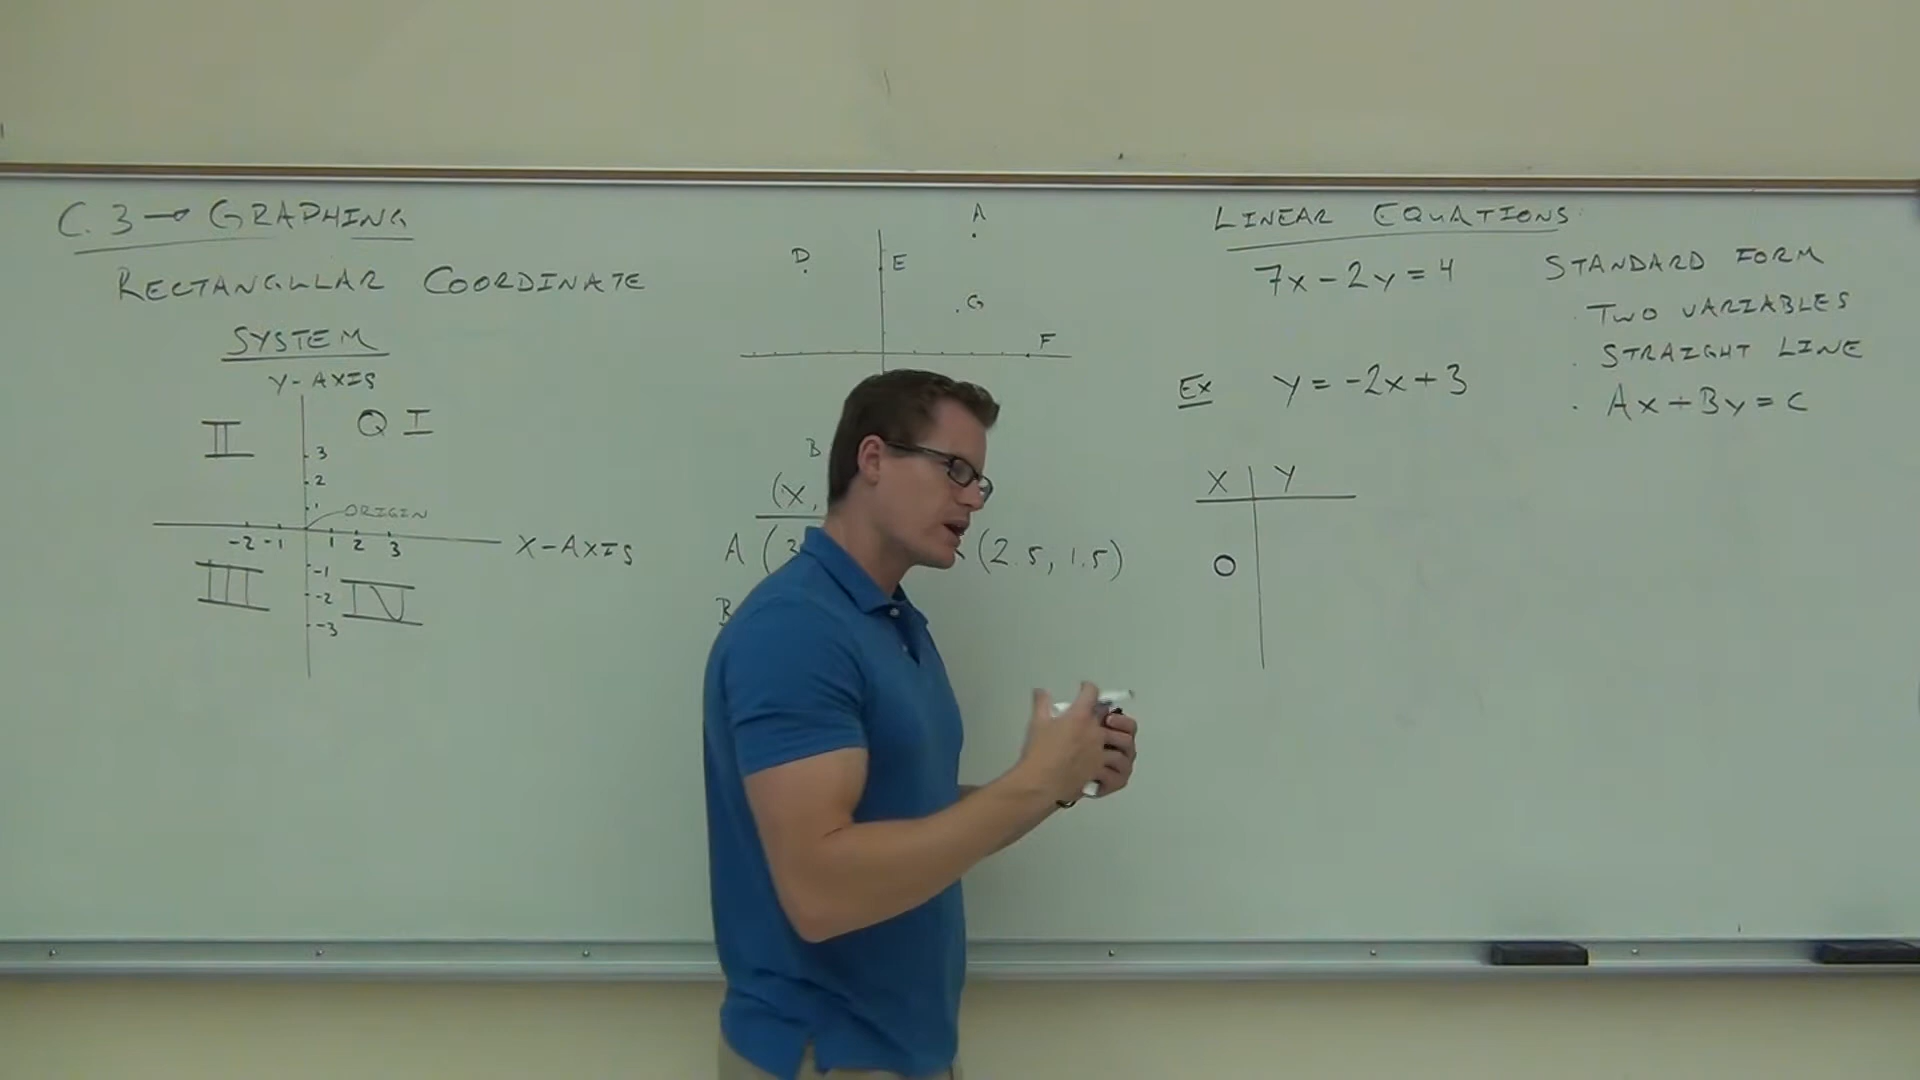 C.3 → GRAPHING
RECTANGULAR COORDINATE
SYSTEM
Y-AXIS
II
Q I
3
2
1
ORIGIN
-2 -1 1 2 3
X-AXIS
-1
-2
-3
III
IV
A
D
E
G
F
B
(X,
A (3
(2.5, 1.5)
B
LINEAR EQUATIONS
7x - 2y = 4
Ex y = -2x + 3
X Y
0
STANDARD FORM
· TWO VARIABLES
· STRAIGHT LINE
· Ax + By = C